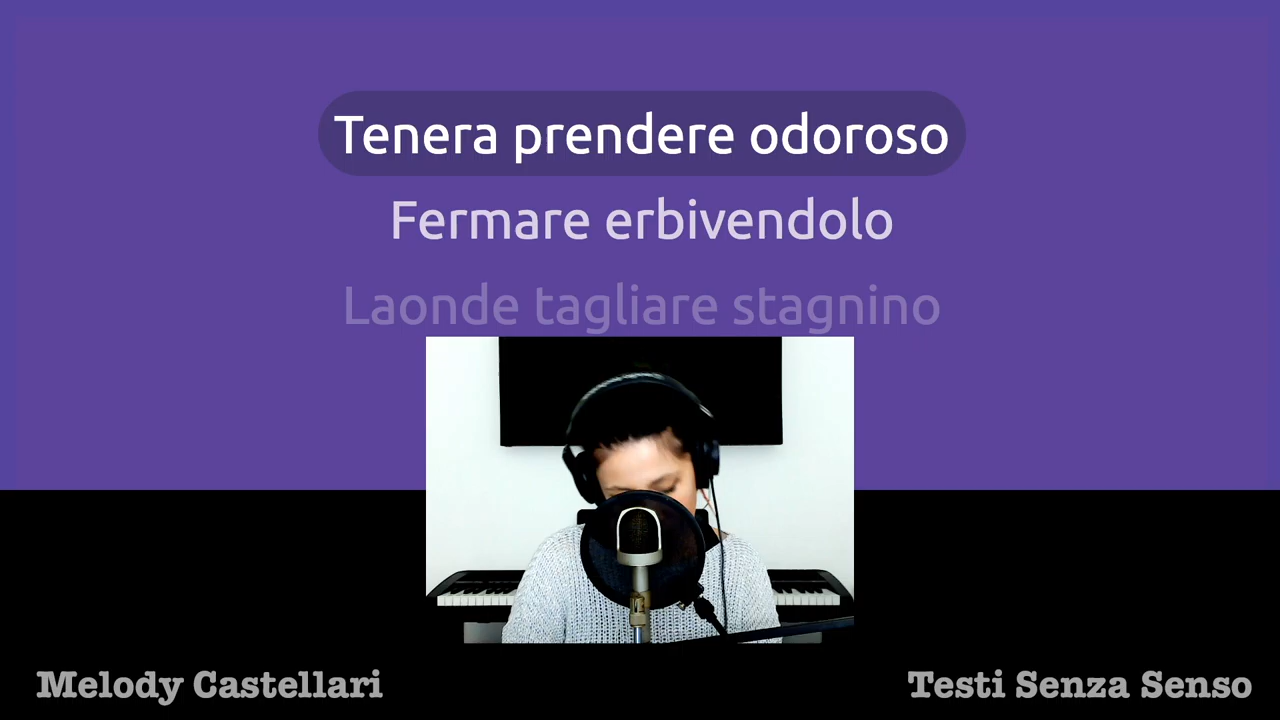 Tenera prendere odoroso
Fermare erbivendolo
Laonde tagliare stagnino
Melody Castellari
Testi Senza Senso